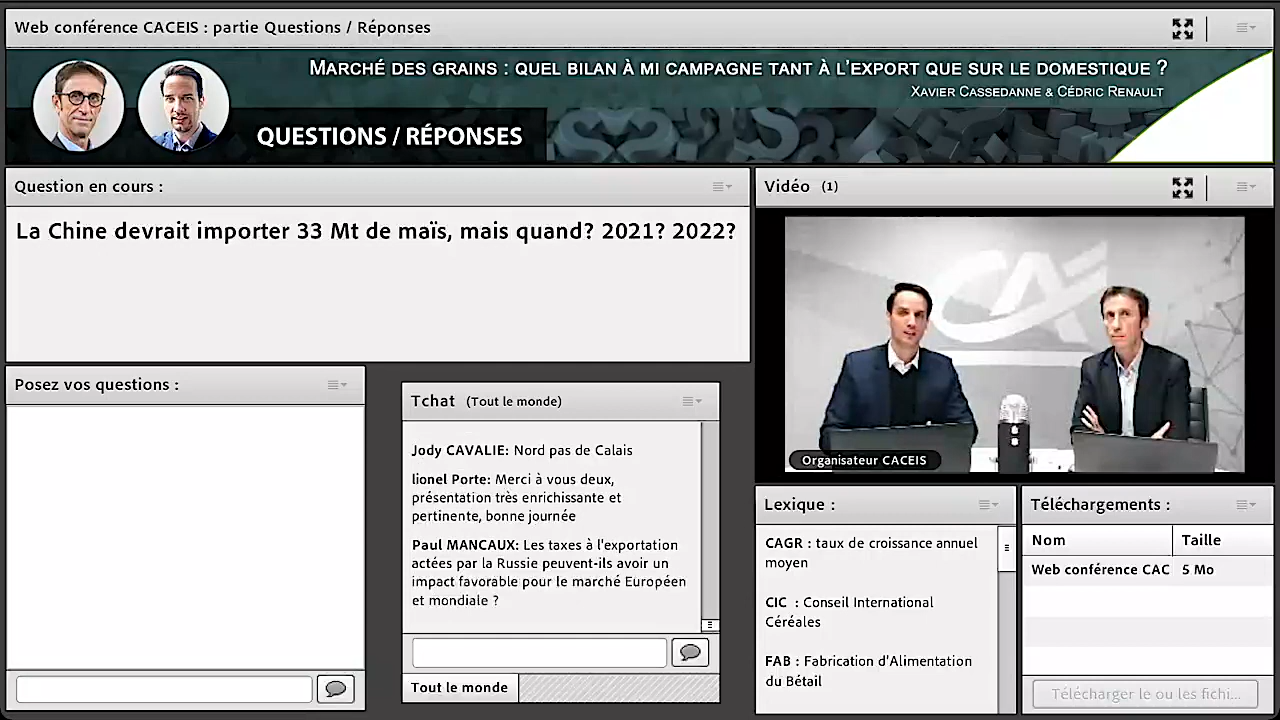 Web conférence CACEIS : partie Questions / Réponses
MARCHÉ DES GRAINS : QUEL BILAN À MI CAMPAGNE TANT À L'EXPORT QUE SUR LE DOMESTIQUE ?
XAVIER CASSEDANNE & CÉDRIC RENAULT
QUESTIONS / RÉPONSES
Question en cours :
La Chine devrait importer 33 Mt de maïs, mais quand? 2021? 2022?
Vidéo (1)
CA
Organisateur CACEIS
Posez vos questions :
Tchat (Tout le monde)
Jody CAVALIE: Nord pas de Calais
lionel Porte: Merci à vous deux,
présentation très enrichissante et
pertinente, bonne journée
Paul MANCAUX: Les taxes à l'exportation
actées par la Russie peuvent-ils avoir un
impact favorable pour le marché Européen
et mondiale ?
Tout le monde
Lexique :
CAGR : taux de croissance annuel
moyen
CIC : Conseil International
Céréales
FAB : Fabrication d'Alimentation
du Bétail
Téléchargements :
Nom Taille
Web conférence CAC 5 Mo
Télécharger le ou les fichi...